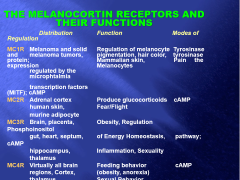 THE MELANOCORTIN RECEPTORS AND
THEIR FUNCTIONS
Distribution Function Modes of
Regulation
MC1R Melanoma and solid Regulation of melanocyte Tyrosinase
and melanoma tumors, pigmentation, hair color, tyrosinase
protein; Mammalian skin, Pain the
expression Melanocytes
regulated by the
microphthalmia
transcription factors
(MITF); cAMP
MC2R Adrenal cortex Produce glucocorticoids cAMP
human skin, Fear/Flight
murine adipocyte
MC3R Brain, placenta, Obesity, Regulation
Phosphoinositol
gut, heart, septum, of Energy Homeostasis, pathway;
cAMP
hippocampus, Inflammation, Sexuality
thalamus
MC4R Virtually all brain Feeding behavior cAMP
regions, Cortex, (obesity, anorexia)
thalamus Sexual Behavior